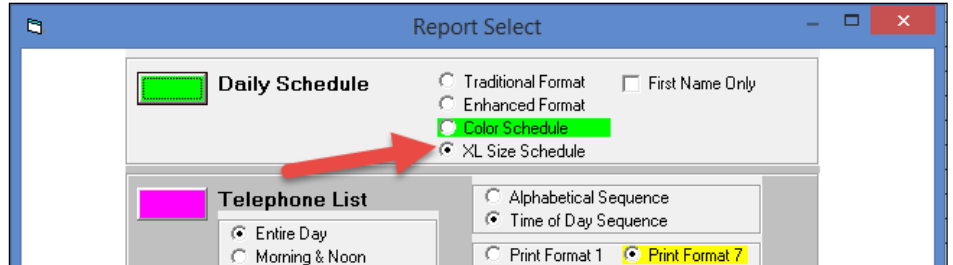 Report Select
Daily Schedule
Traditional Format
First Name Only
Enhanced Format
Color Schedule
XL Size Schedule
Telephone List
Alphabetical Sequence
Time of Day Sequence
Entire Day
Morning & Noon
Print Format 1
Print Format 7